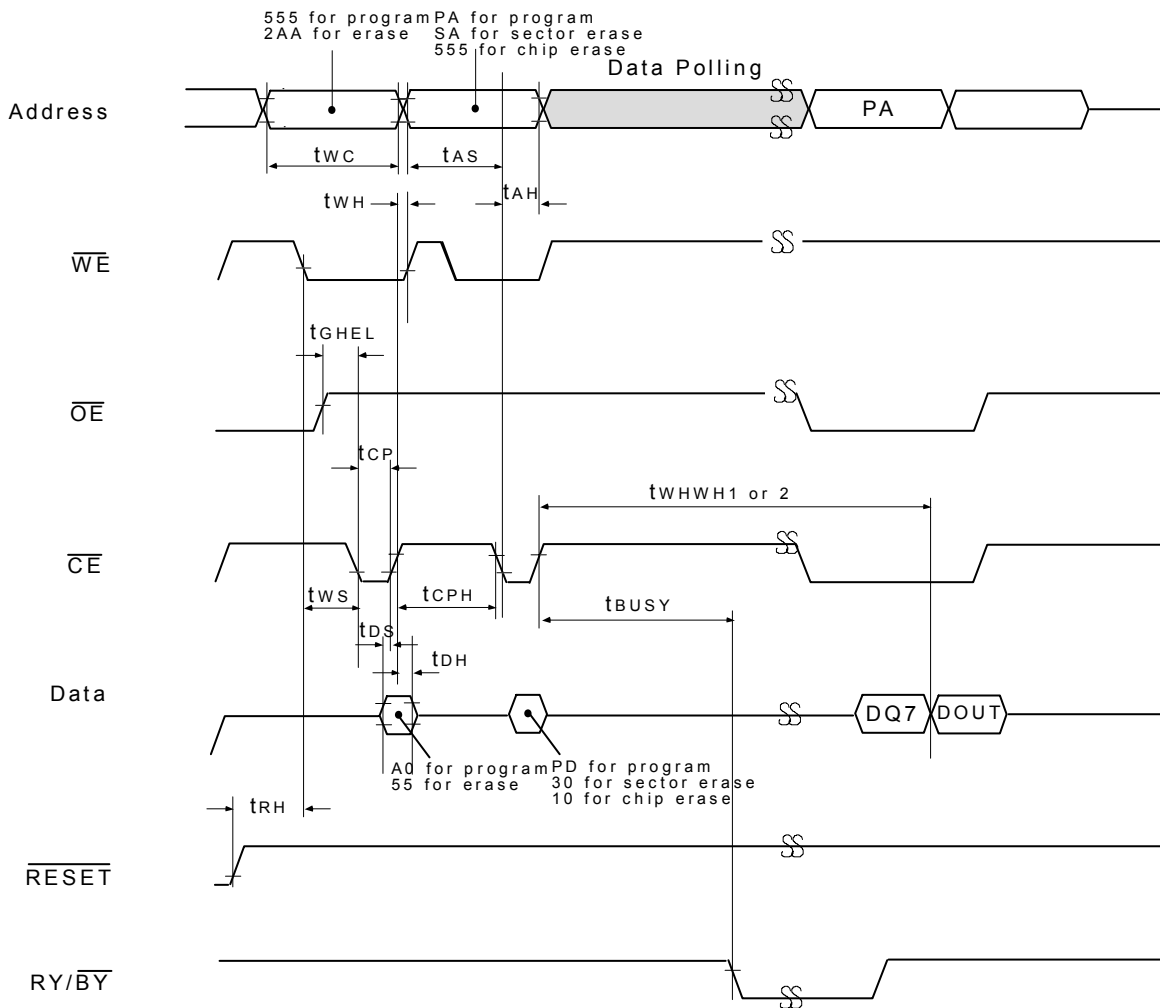 555 for program
2AA for erase
PA for program
SA for sector erase
555 for chip erase
Data Polling
Address
PA
tWC
tAS
tWH
tAH
WE
tGHEL
OE
tCP
tWHWH1 or 2
CE
tWS
tCPH
tBUSY
tDS
tDH
Data
DQ7
DOUT
A0 for program
55 for erase
PD for program
30 for sector erase
10 for chip erase
tRH
RESET
RY/BY